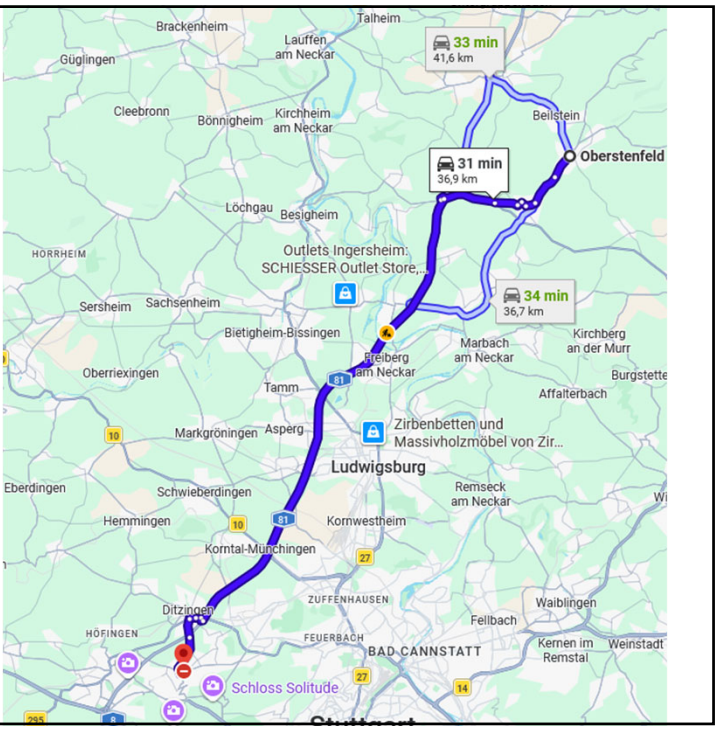 Talheim
Brackenheim
Lauffen
am Neckar
33 min
41,6 km
Güglingen
Cleebronn
Bönnigheim
Kirchheim
am Neckar
Beilstein
Oberstenfeld
31 min
36,9 km
Löchgau
Besigheim
HORRHEIM
Outlets Ingersheim:
SCHIESSER Outlet Store,...
34 min
36,7 km
Sersheim
Sachsenheim
Bietigheim-Bissingen
Marbach
am Neckar
Kirchberg
an der Murr
Freiberg
am Neckar
Oberriexingen
81
Burgstette
Tamm
Affalterbach
10
Markgröningen
Asperg
Zirbenbetten und
Massivholzmöbel von Zir...
Ludwigsburg
Eberdingen
Schwieberdingen
Remseck
am Neckar
Wi
Hemmingen
10
81
Kornwestheim
Korntal-Münchingen
27
ZUFFENHAUSEN
Ditzingen
Waiblingen
Fellbach
HÖFINGEN
FEUERBACH
BAD CANNSTATT
Kernen im
Remstal
Weinstadt
Schloss Solitude
27
14
295
8
Stuttgart